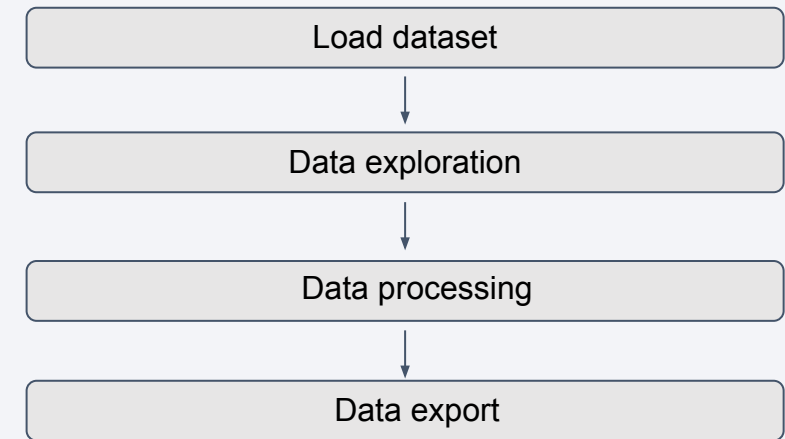 Load dataset
Data exploration
Data processing
Data export